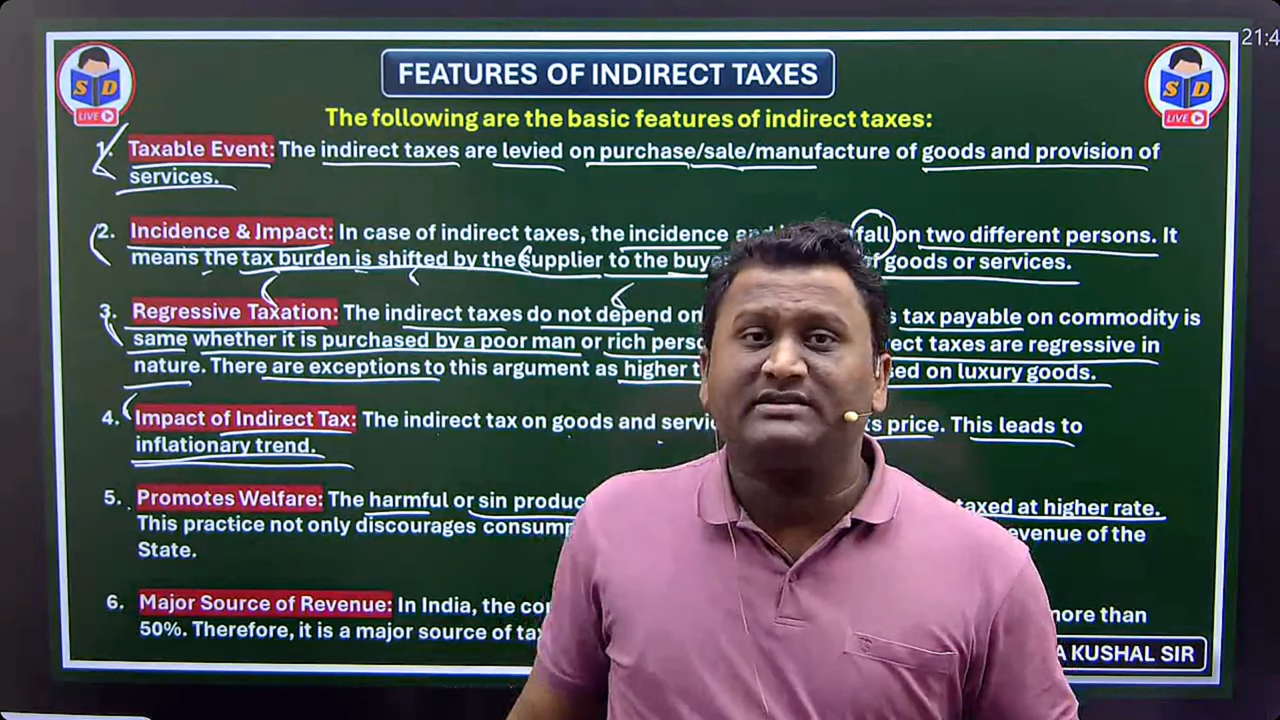 21:4
FEATURES OF INDIRECT TAXES
S D
LIVE
S D
LIVE
The following are the basic features of indirect taxes:
1. Taxable Event: The indirect taxes are levied on purchase/sale/manufacture of goods and provision of
services.
2. Incidence & Impact: In case of indirect taxes, the incidence and fall on two different persons. It
means the tax burden is shifted by the supplier to the buye of goods or services.
3. Regressive Taxation: The indirect taxes do not depend on tax payable on commodity is
same whether it is purchased by a poor man or rich perso rect taxes are regressive in
nature. There are exceptions to this argument as higher t sed on luxury goods.
4. Impact of Indirect Tax: The indirect tax on goods and servic ts price. This leads to
inflationary trend.
5. Promotes Welfare: The harmful or sin produc taxed at higher rate.
This practice not only discourages consump evenue of the
State.
6. Major Source of Revenue: In India, the co more than
50%. Therefore, it is a major source of tax
A KUSHAL SIR